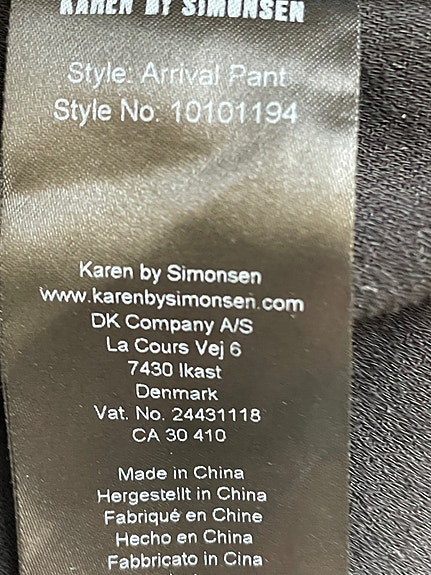 KAREN BY SIMONSEN
Style: Arrival Pant
Style No: 10101194
Karen by Simonsen
www.karenbysimonsen.com
DK Company A/S
La Cours Vej 6
7430 Ikast
Denmark
Vat. No. 24431118
CA 30 410
Made in China
Hergestellt in China
Fabriqué en Chine
Hecho en China
Fabbricato in Cina